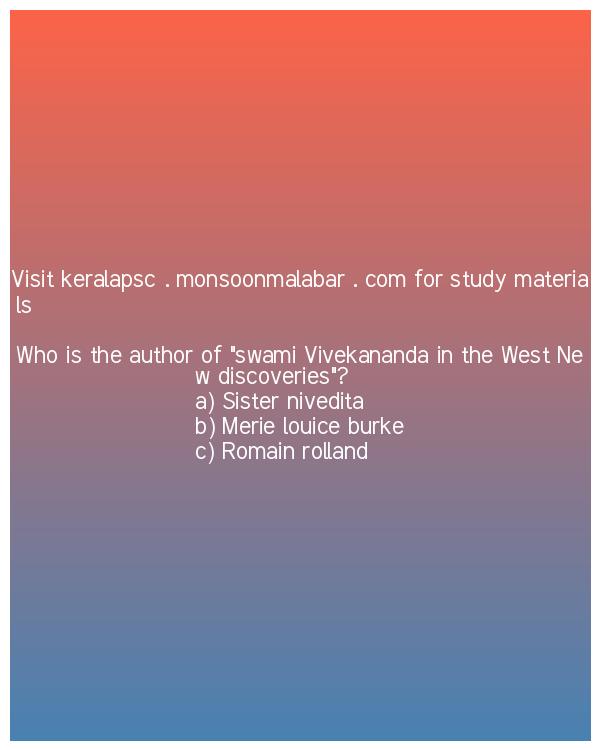 Visit keralapsc . monsoonmalabar . com for study materia
ls
Who is the author of "swami Vivekananda in the West Ne
w discoveries"?
a) Sister nivedita
b) Merie louice burke
c) Romain rolland